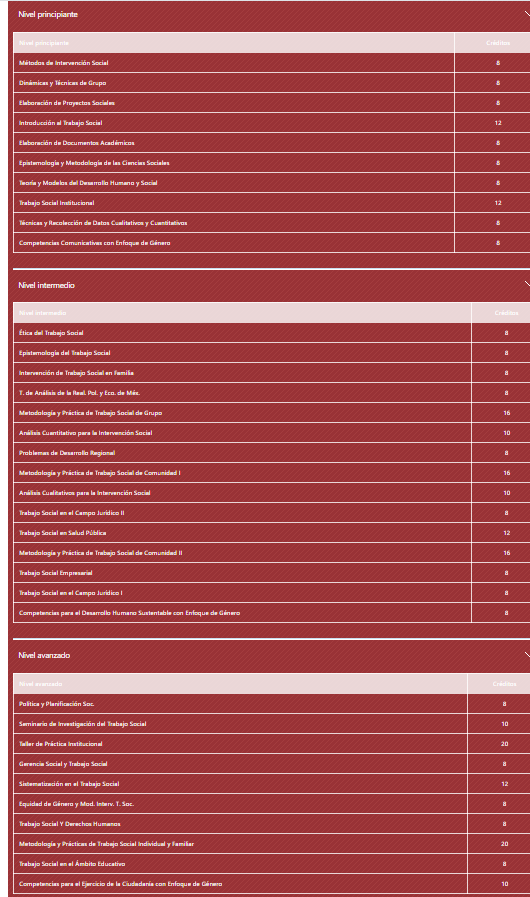 Nivel principiante
Nivel principiante Créditos
Métodos de Intervención Social 8
Dinámicas y Técnicas de Grupo 8
Elaboración de Proyectos Sociales 8
Introducción al Trabajo Social 12
Elaboración de Documentos Académicos 8
Epistemología y Metodología de las Ciencias Sociales 8
Teoría y Modelos del Desarrollo Humano y Social 8
Trabajo Social Institucional 12
Técnicas y Recolección de Datos Cualitativos y Cuantitativos 8
Competencias Comunicativas con Enfoque de Género 8
Nivel intermedio
Nivel intermedio Créditos
Ética del Trabajo Social 8
Epistemología del Trabajo Social 8
Intervención de Trabajo Social en Familia 8
T. de Análisis de la Real. Pol. y Eco. de Méx. 8
Metodología y Práctica de Trabajo Social de Grupo 16
Análisis Cuantitativo para la Intervención Social 10
Problemas de Desarrollo Regional 8
Metodología y Práctica de Trabajo Social de Comunidad I 16
Análisis Cualitativos para la Intervención Social 10
Trabajo Social en el Campo Jurídico II 8
Trabajo Social en Salud Pública 12
Metodología y Práctica de Trabajo Social de Comunidad II 16
Trabajo Social Empresarial 8
Trabajo Social en el Campo Jurídico I 8
Competencias para el Desarrollo Humano Sustentable con Enfoque de Género 8
Nivel avanzado
Nivel avanzado Créditos
Política y Planificación Soc. 8
Seminario de Investigación del Trabajo Social 10
Taller de Práctica Institucional 20
Gerencia Social y Trabajo Social 8
Sistematización en el Trabajo Social 12
Equidad de Género y Mod. Interv. T. Soc. 8
Trabajo Social Y Derechos Humanos 8
Metodología y Prácticas de Trabajo Social Individual y Familiar 20
Trabajo Social en el Ámbito Educativo 8
Competencias para el Ejercicio de la Ciudadanía con Enfoque de Género 10